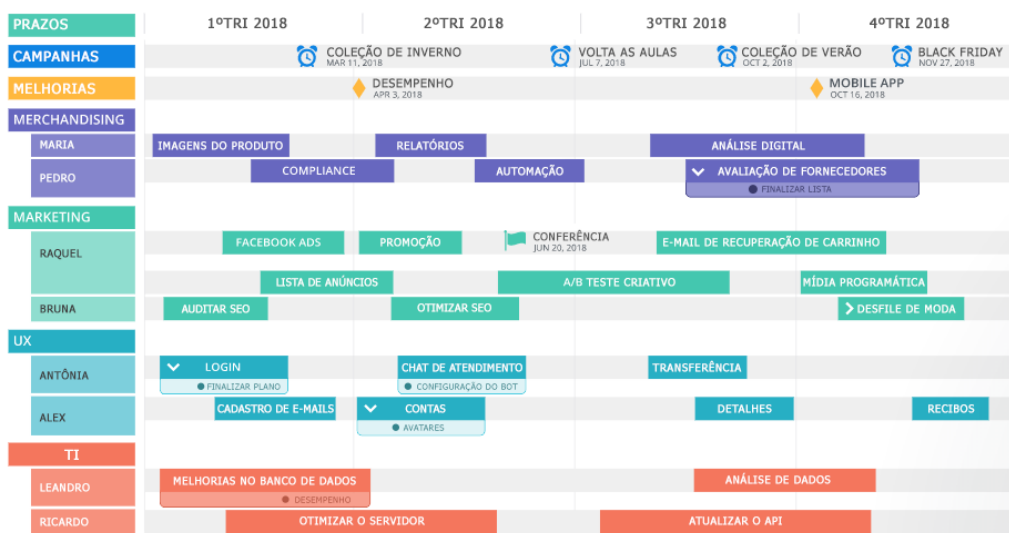 PRAZOS
1ºTRI 2018
2ºTRI 2018
3ºTRI 2018
4ºTRI 2018
CAMPANHAS
COLEÇÃO DE INVERNO
MAR 11, 2018
VOLTA AS AULAS
JUL 7, 2018
COLEÇÃO DE VERÃO
OCT 2, 2018
BLACK FRIDAY
NOV 27, 2018
MELHORIAS
DESEMPENHO
APR 3, 2018
MOBILE APP
OCT 16, 2018
MERCHANDISING
MARIA
IMAGENS DO PRODUTO
RELATÓRIOS
ANÁLISE DIGITAL
PEDRO
COMPLIANCE
AUTOMAÇÃO
AVALIAÇÃO DE FORNECEDORES
FINALIZAR LISTA
MARKETING
RAQUEL
FACEBOOK ADS
PROMOÇÃO
CONFERÊNCIA
JUN 20, 2018
E-MAIL DE RECUPERAÇÃO DE CARRINHO
LISTA DE ANÚNCIOS
A/B TESTE CRIATIVO
MÍDIA PROGRAMÁTICA
BRUNA
AUDITAR SEO
OTIMIZAR SEO
DESFILE DE MODA
UX
ANTÔNIA
LOGIN
FINALIZAR PLANO
CHAT DE ATENDIMENTO
CONFIGURAÇÃO DO BOT
TRANSFERÊNCIA
ALEX
CADASTRO DE E-MAILS
CONTAS
AVATARES
DETALHES
RECIBOS
TI
LEANDRO
MELHORIAS NO BANCO DE DADOS
DESEMPENHO
ANÁLISE DE DADOS
RICARDO
OTIMIZAR O SERVIDOR
ATUALIZAR O API